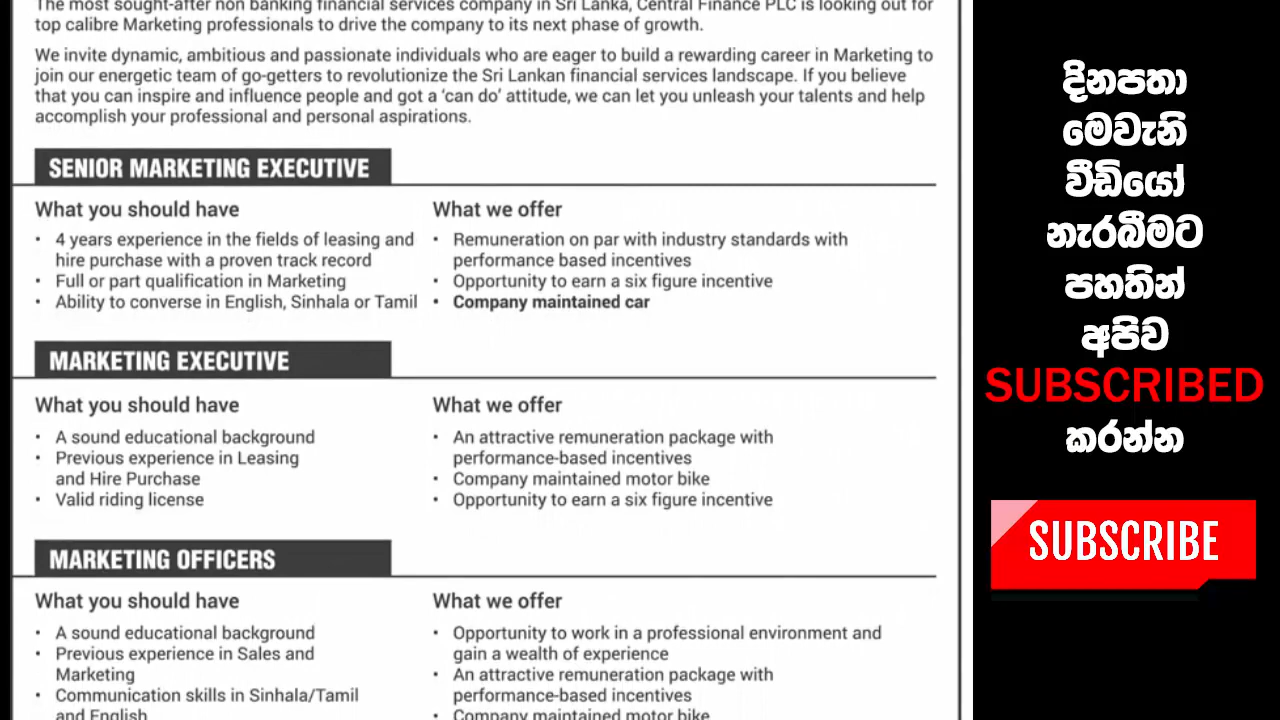 The most sought-after non banking financial services company in Sri Lanka, Central Finance PLC is looking out for
top calibre Marketing professionals to drive the company to its next phase of growth.
We invite dynamic, ambitious and passionate individuals who are eager to build a rewarding career in Marketing to
join our energetic team of go-getters to revolutionize the Sri Lankan financial services landscape. If you believe
that you can inspire and influence people and got a ‘can do’ attitude, we can let you unleash your talents and help
accomplish your professional and personal aspirations.
SENIOR MARKETING EXECUTIVE
What you should have
• 4 years experience in the fields of leasing and
hire purchase with a proven track record
• Full or part qualification in Marketing
• Ability to converse in English, Sinhala or Tamil
What we offer
• Remuneration on par with industry standards with
performance based incentives
• Opportunity to earn a six figure incentive
• Company maintained car
MARKETING EXECUTIVE
What you should have
• A sound educational background
• Previous experience in Leasing
and Hire Purchase
• Valid riding license
What we offer
• An attractive remuneration package with
performance-based incentives
• Company maintained motor bike
• Opportunity to earn a six figure incentive
MARKETING OFFICERS
What you should have
• A sound educational background
• Previous experience in Sales and
Marketing
• Communication skills in Sinhala/Tamil
and English
What we offer
• Opportunity to work in a professional environment and
gain a wealth of experience
• An attractive remuneration package with
performance-based incentives
• Company maintained motor bike
දිනපතා
මෙවැනි
වීඩියෝ
නැරබීමට
පහතින්
අපිව
SUBSCRIBED
කරන්න
SUBSCRIBE